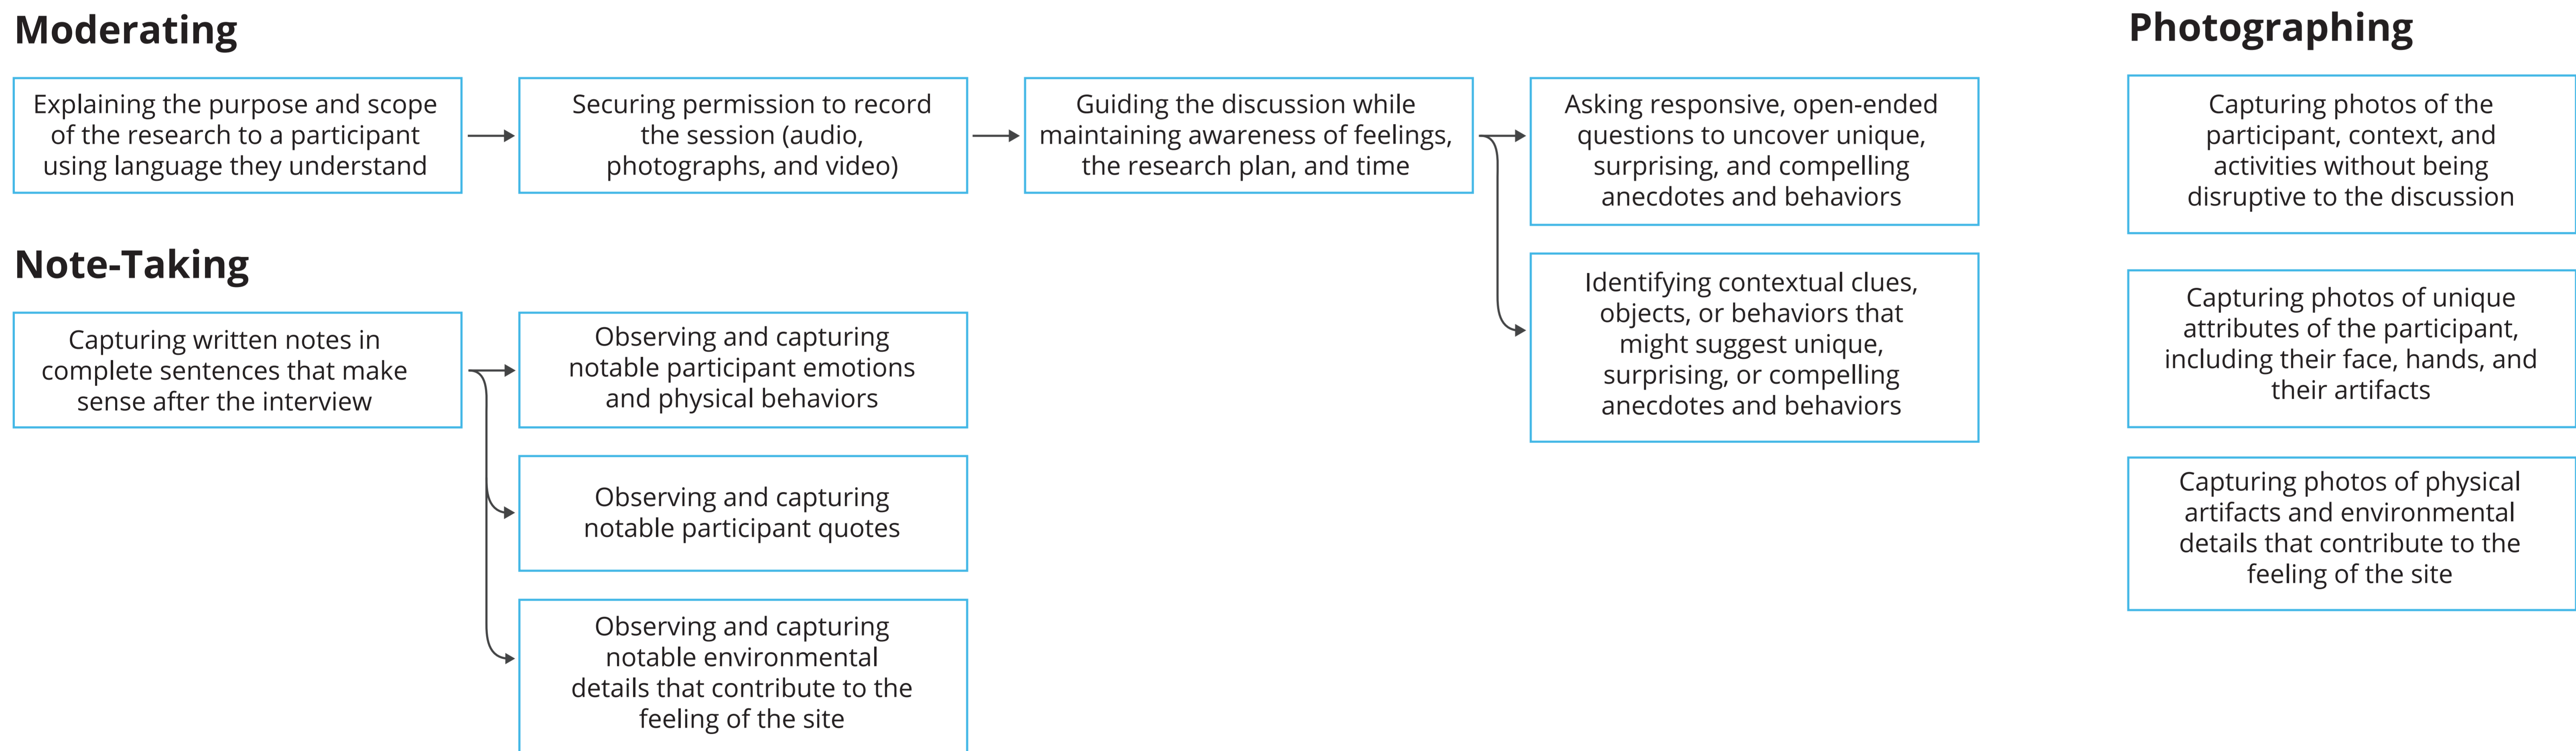 Moderating
Explaining the purpose and scope
of the research to a participant
using language they understand
Securing permission to record
the session (audio,
photographs, and video)
Guiding the discussion while
maintaining awareness of feelings,
the research plan, and time
Asking responsive, open-ended
questions to uncover unique,
surprising, and compelling
anecdotes and behaviors
Identifying contextual clues,
objects, or behaviors that
might suggest unique,
surprising, or compelling
anecdotes and behaviors
Note-Taking
Capturing written notes in
complete sentences that make
sense after the interview
Observing and capturing
notable participant emotions
and physical behaviors
Observing and capturing
notable participant quotes
Observing and capturing
notable environmental
details that contribute to the
feeling of the site
Photographing
Capturing photos of the
participant, context, and
activities without being
disruptive to the discussion
Capturing photos of unique
attributes of the participant,
including their face, hands, and
their artifacts
Capturing photos of physical
artifacts and environmental
details that contribute to the
feeling of the site